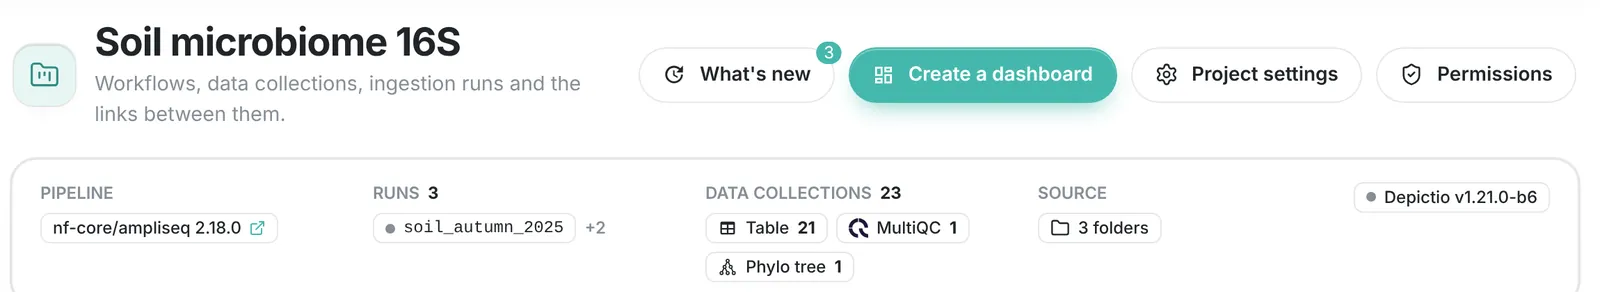 Soil microbiome 16S
Workflows, data collections, ingestion runs and the
links between them.
What's new
3
Create a dashboard
Project settings
Permissions
PIPELINE
nf-core/ampliseq 2.18.0
RUNS 3
soil_autumn_2025 +2
DATA COLLECTIONS 23
Table 21
MultiQC 1
Phylo tree 1
SOURCE
3 folders
Depictio v1.21.0-b6